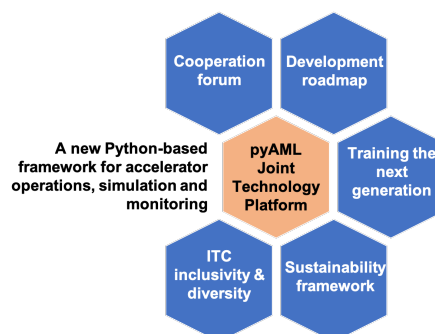 Cooperation
forum
Development
roadmap
A new Python-based
framework for accelerator
operations, simulation and
monitoring
pyAML
Joint
Technology
Platform
Training the
next
generation
ITC
inclusivity &
diversity
Sustainability
framework